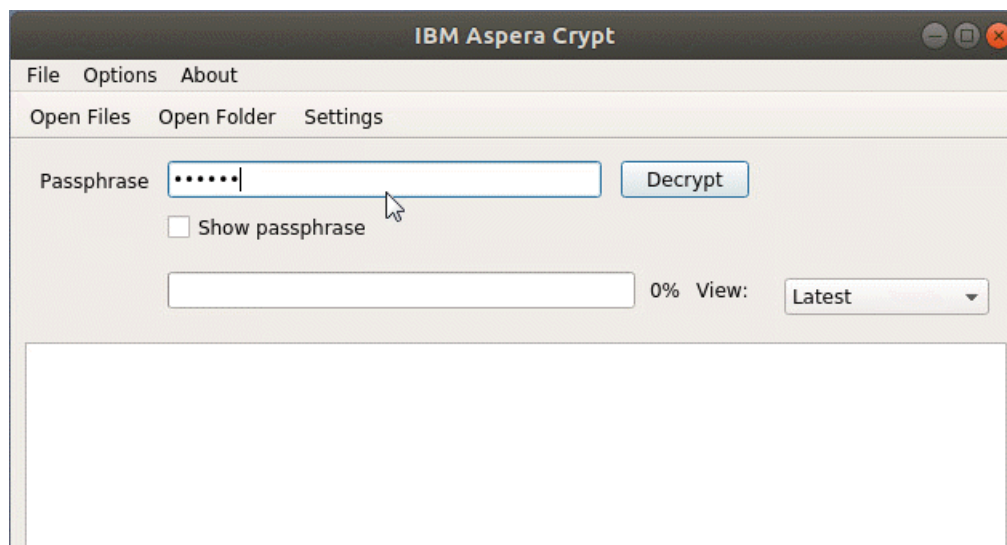 IBM Aspera Crypt
File Options About
Open Files Open Folder Settings
Passphrase •••••• Decrypt
Show passphrase
0% View: Latest